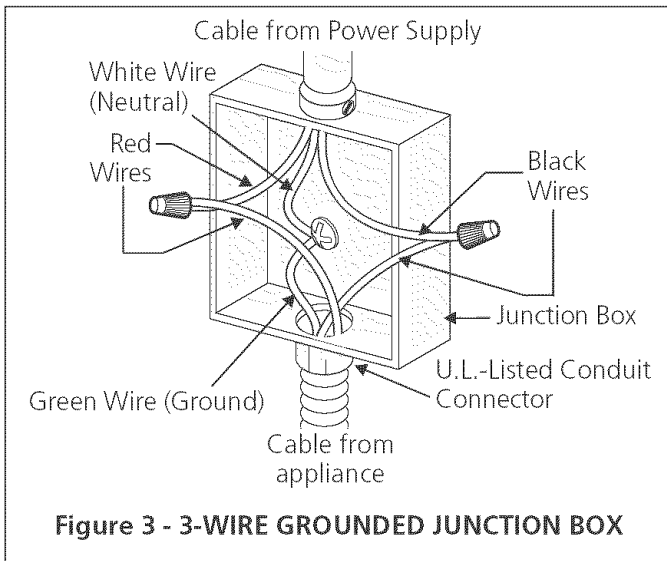 Cable from Power Supply
White Wire
(Neutral)
Red
Wires
Black
Wires
Junction Box
U.L.-Listed Conduit
Connector
Green Wire (Ground)
Cable from
appliance
Figure 3 - 3-WIRE GROUNDED JUNCTION BOX